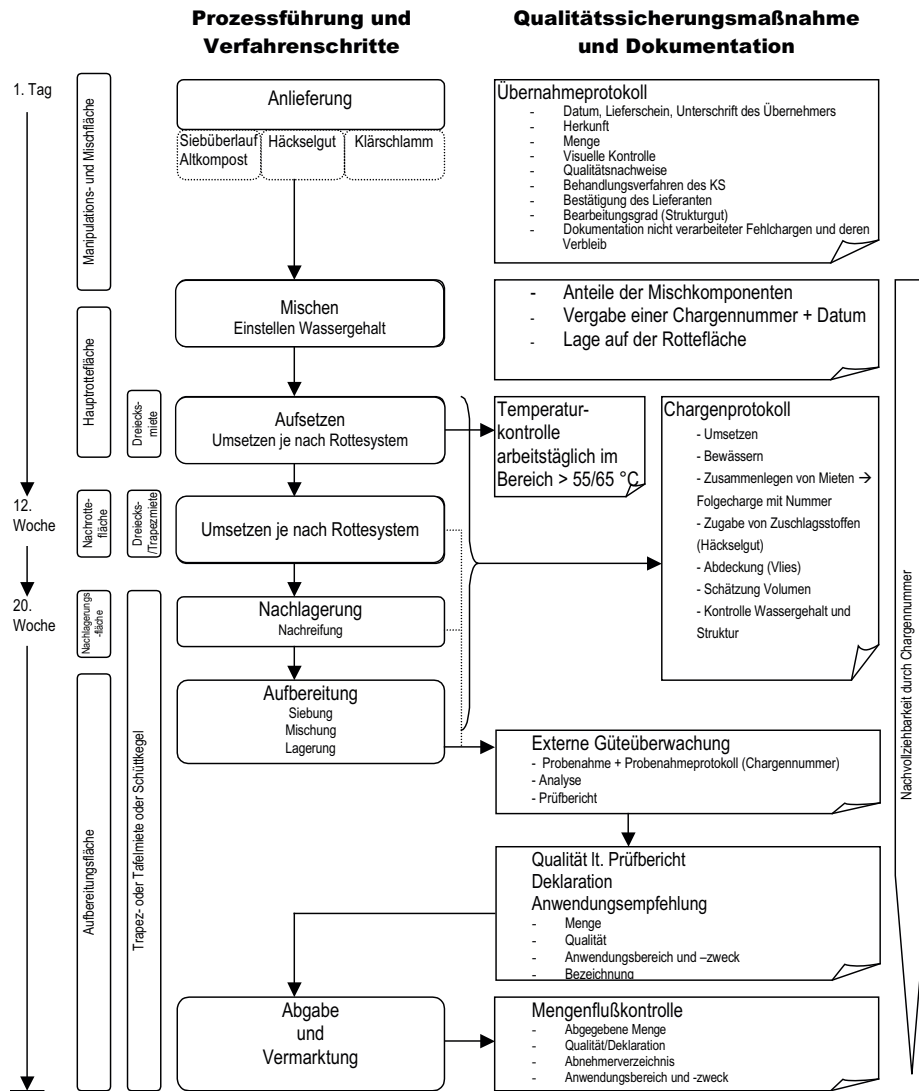 Prozessführung und
Verfahrenschritte
Qualitätssicherungsmaßnahme
und Dokumentation
1. Tag
12.
Woche
20.
Woche
Manipulations- und Mischfläche
Hauptrottefläche
Nachrotte-
fläche
Nachlagerungs
-fläche
Aufbereitungsfläche
Dreiecks-
miete
Dreiecks-
/Trapezmiete
Trapez- oder Tafelmiete oder Schüttkegel
Anlieferung
Siebüberlauf
Altkompost
Häckselgut
Klärschlamm
Mischen
Einstellen Wassergehalt
Aufsetzen
Umsetzen je nach Rottesystem
Umsetzen je nach Rottesystem
Nachlagerung
Nachreifung
Aufbereitung
Siebung
Mischung
Lagerung
Abgabe
und
Vermarktung
Übernahmeprotokoll
- Datum, Lieferschein, Unterschrift des Übernehmers
- Herkunft
- Menge
- Visuelle Kontrolle
- Qualitätsnachweise
- Behandlungsverfahren des KS
- Bestätigung des Lieferanten
- Bearbeitungsgrad (Strukturgut)
- Dokumentation nicht verarbeiteter Fehlchargen und deren
Verbleib
- Anteile der Mischkomponenten
- Vergabe einer Chargennummer + Datum
- Lage auf der Rottefläche
Temperatur-
kontrolle
arbeitstäglich im
Bereich > 55/65 °C
Chargenprotokoll
- Umsetzen
- Bewässern
- Zusammenlegen von Mieten →
Folgecharge mit Nummer
- Zugabe von Zuschlagsstoffen
(Häckselgut)
- Abdeckung (Vlies)
- Schätzung Volumen
- Kontrolle Wassergehalt und
Struktur
Externe Güteüberwachung
- Probenahme + Probenahmeprotokoll (Chargennummer)
- Analyse
- Prüfbericht
Qualität lt. Prüfbericht
Deklaration
Anwendungsempfehlung
- Menge
- Qualität
- Anwendungsbereich und –zweck
- Bezeichnung
Mengenflußkontrolle
- Abgegebene Menge
- Qualität/Deklaration
- Abnehmerverzeichnis
- Anwendungsbereich und -zweck
Nachvollziehbarkeit durch Chargennummer